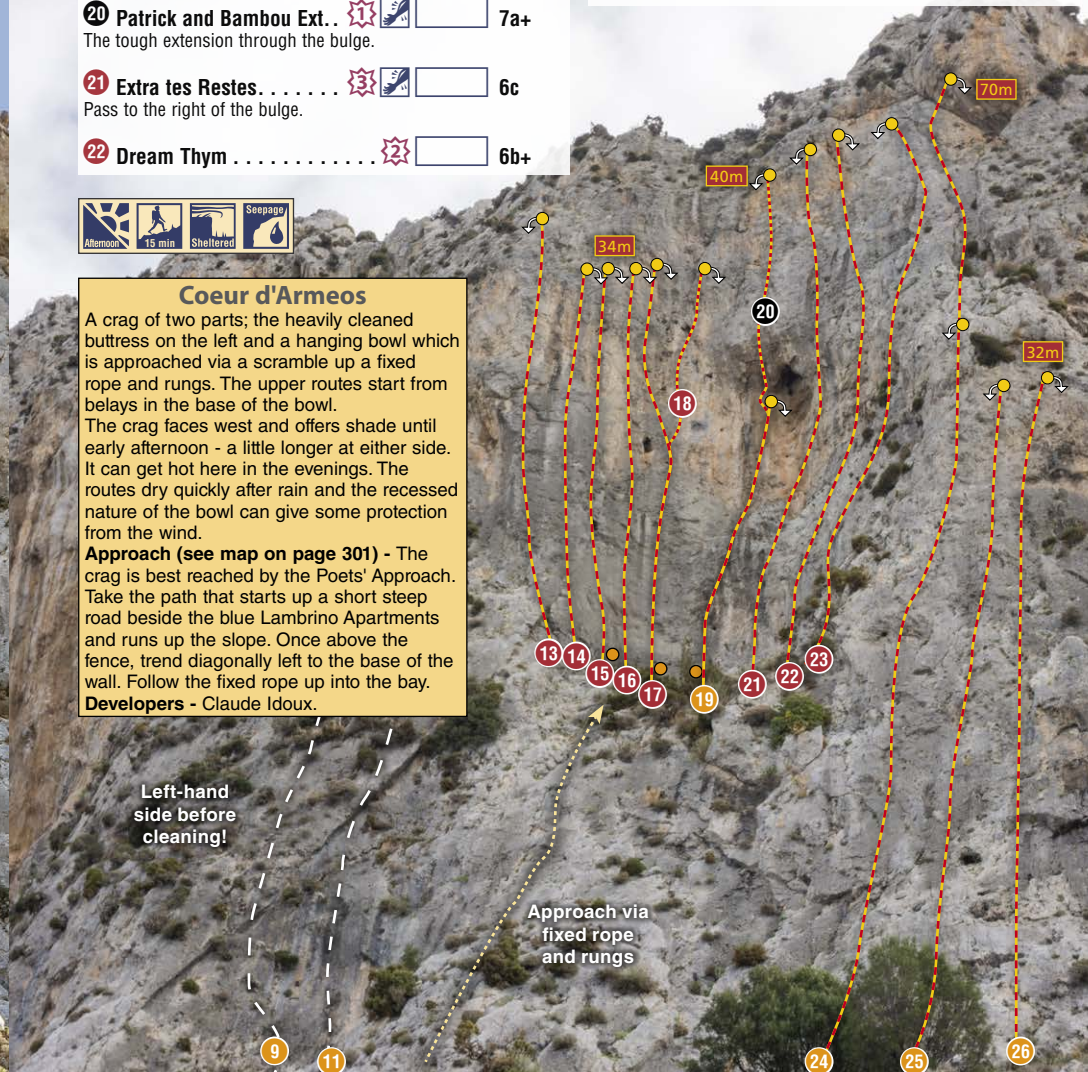 20 Patrick and Bambou Ext. . 1 7a+
The tough extension through the bulge.
21 Extra tes Restes. . . . . . . 3 6c
Pass to the right of the bulge.
22 Dream Thym . . . . . . . . . . . . 2 6b+
Afternoon
15 min
Sheltered
Seepage
Coeur d'Armeos
A crag of two parts; the heavily cleaned
buttress on the left and a hanging bowl which
is approached via a scramble up a fixed
rope and rungs. The upper routes start from
belays in the base of the bowl.
The crag faces west and offers shade until
early afternoon - a little longer at either side.
It can get hot here in the evenings. The
routes dry quickly after rain and the recessed
nature of the bowl can give some protection
from the wind.
Approach (see map on page 301) - The
crag is best reached by the Poets' Approach.
Take the path that starts up a short steep
road beside the blue Lambrino Apartments
and runs up the slope. Once above the
fence, trend diagonally left to the base of the
wall. Follow the fixed rope up into the bay.
Developers - Claude Idoux.
70m
40m
34m
20
32m
18
13
14
15
16
17
19
21
22
23
Left-hand
side before
cleaning!
Approach via
fixed rope
and rungs
9
11
24
25
26